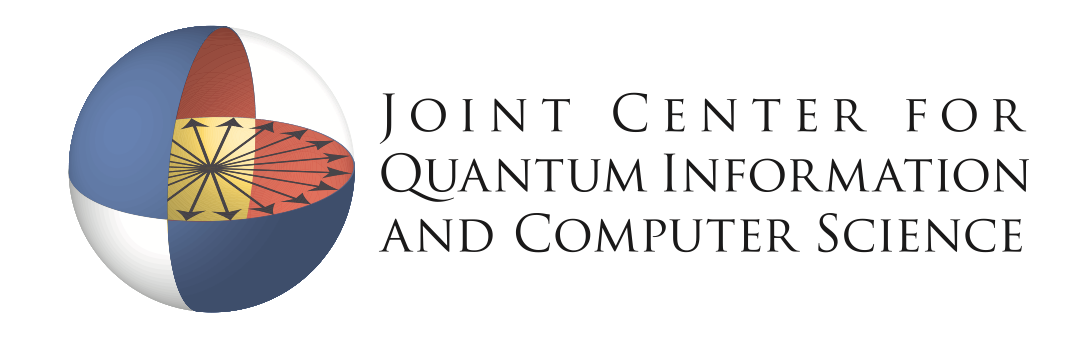 Joint Center for
Quantum Information
and Computer Science